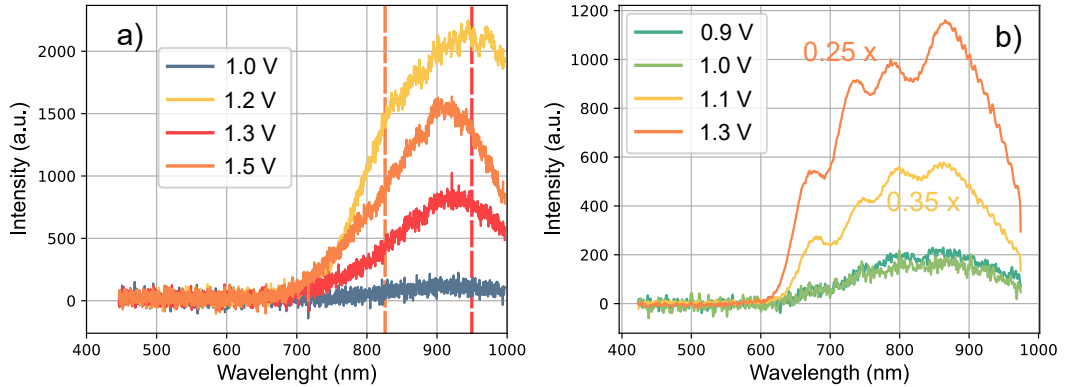 a)
1.0 V
1.2 V
1.3 V
1.5 V
2000
1500
1000
500
0
Intensity (a.u.)
400 500 600 700 800 900 1000
Wavelenght (nm)
b)
0.9 V
1.0 V
1.1 V
1.3 V
0.25 x
0.35 x
1200
1000
800
600
400
200
0
Intensity (a.u.)
400 500 600 700 800 900 1000
Wavelength (nm)